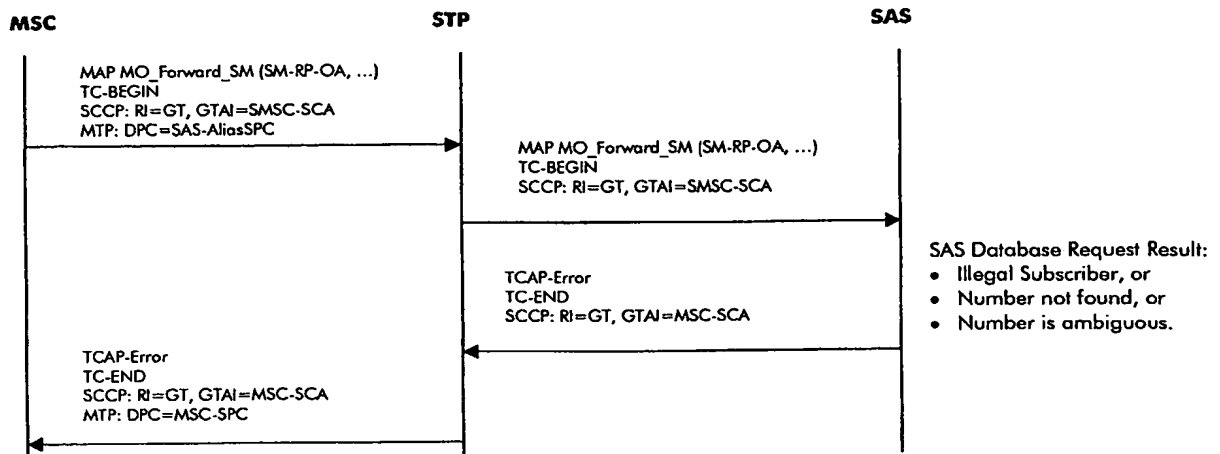 MSC
STP
SAS
MAP MO_Forward_SM (SM-RP-OA, ...)
TC-BEGIN
SCCP: RI=GT, GTAI=SMSC-SCA
MTP: DPC=SAS-AliasSPC
MAP MO_Forward_SM (SM-RP-OA, ...)
TC-BEGIN
SCCP: RI=GT, GTAI=SMSC-SCA
SAS Database Request Result:
• Illegal Subscriber, or
• Number not found, or
• Number is ambiguous.
TCAP-Error
TC-END
SCCP: RI=GT, GTAI=MSC-SCA
TCAP-Error
TC-END
SCCP: RI=GT, GTAI=MSC-SCA
MTP: DPC=MSC-SPC